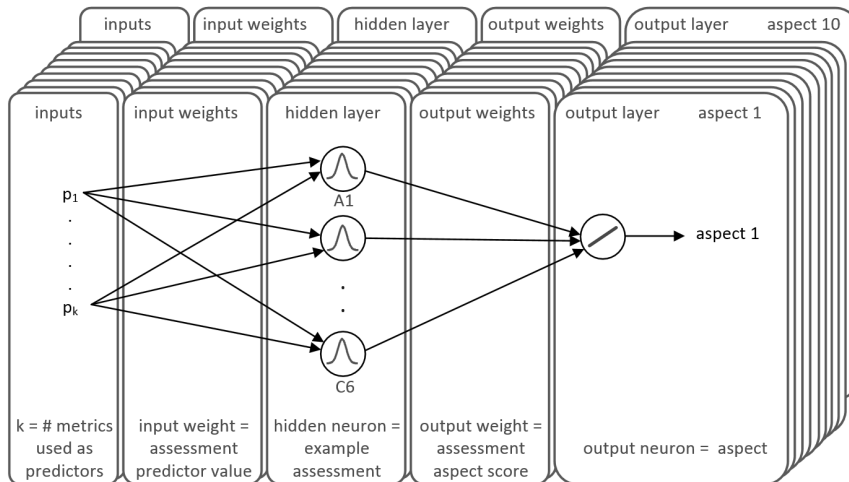 inputs
input weights
hidden layer
output weights
output layer aspect 10
inputs
input weights
hidden layer
output weights
output layer aspect 1
p1
A1
aspect 1
pk
C6
k = # metrics
used as
predictors
input weight =
assessment
predictor value
hidden neuron =
example
assessment
output weight =
assessment
aspect score
output neuron = aspect